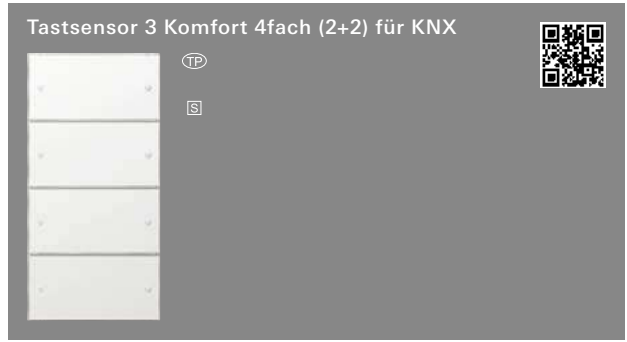 Tastsensor 3 Komfort 4fach (2+2) für KNX
TP
S